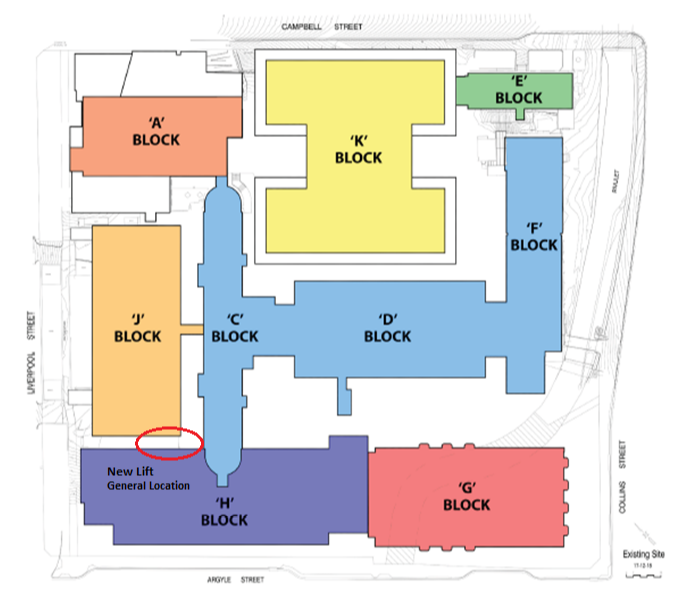 CAMPBELL STREET
'A'
BLOCK
'K'
BLOCK
'E'
BLOCK
'F'
BLOCK
RIVULET
'J'
BLOCK
'C'
BLOCK
'D'
BLOCK
LIVERPOOL STREET
New Lift
General Location
'H'
BLOCK
'G'
BLOCK
COLLINS STREET
Existing Site
ARGYLE STREET